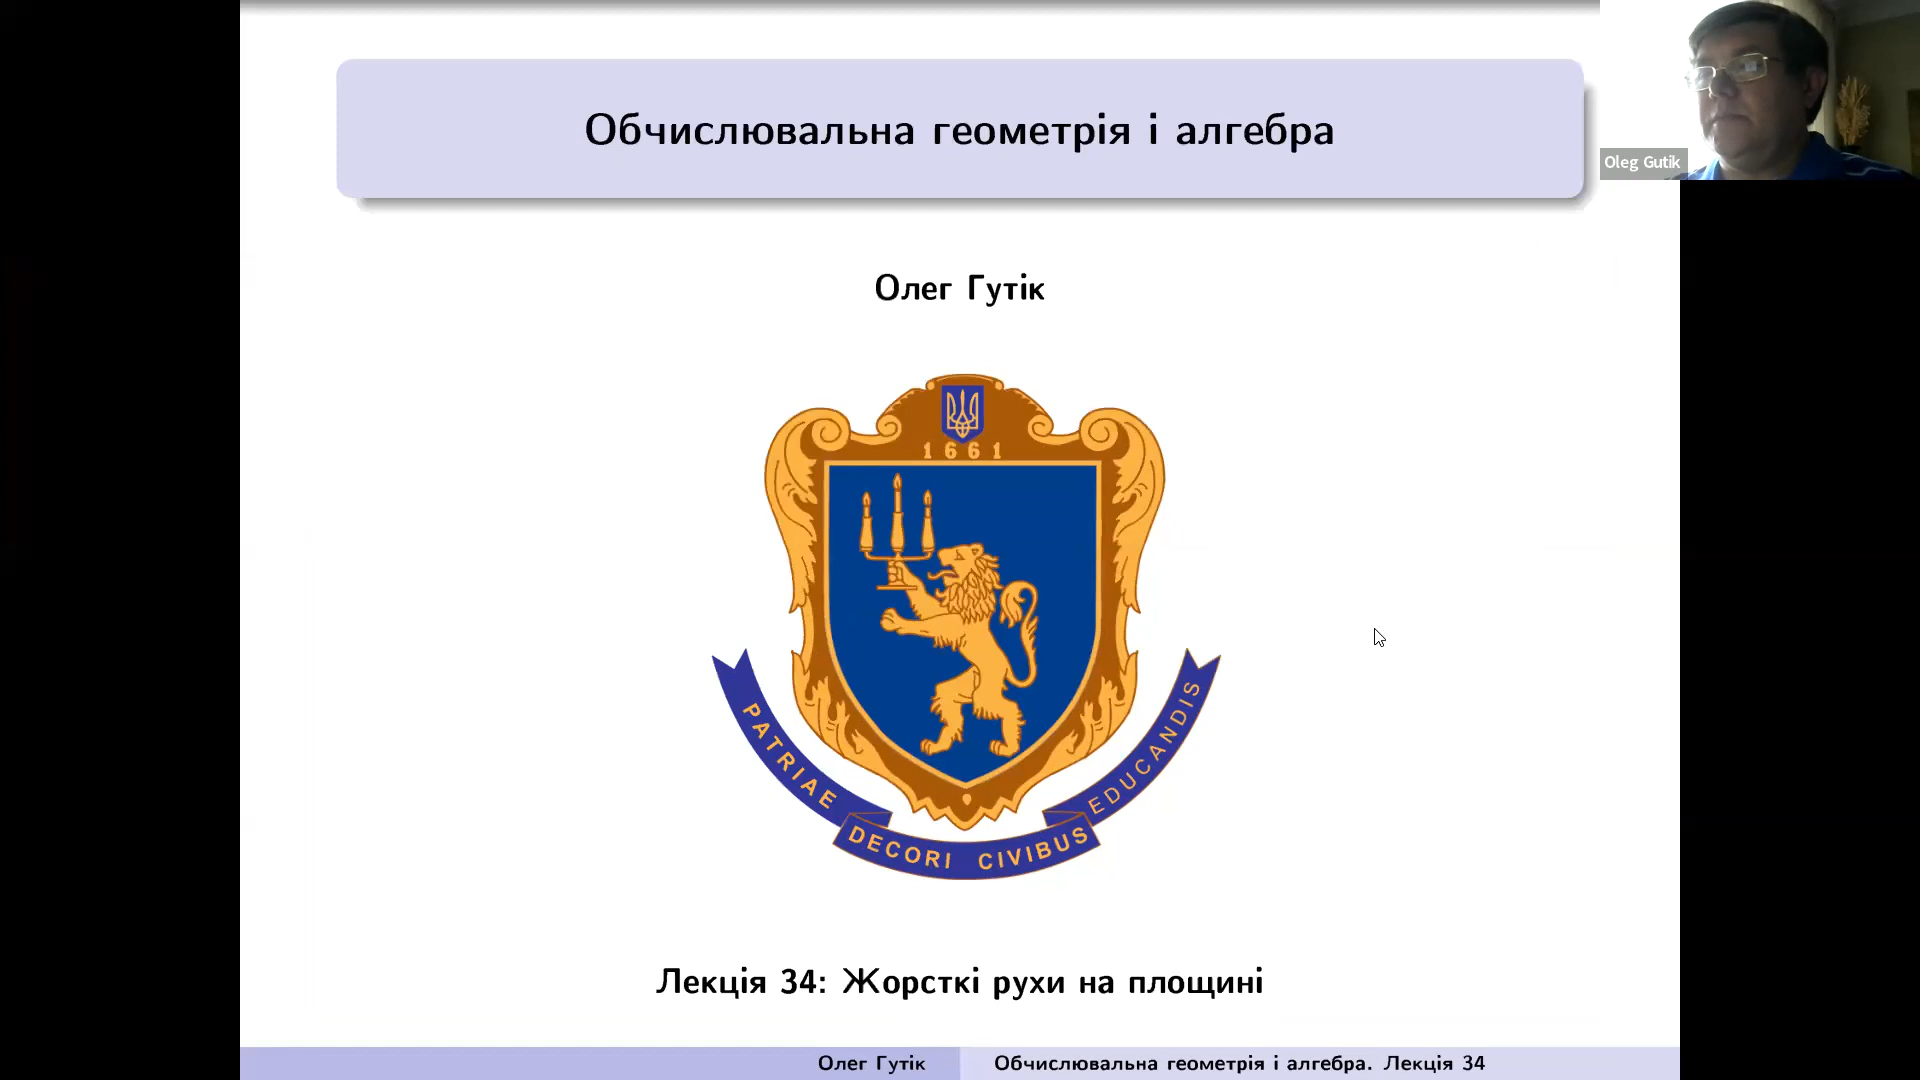 Обчислювальна геометрія і алгебра
Oleg Gutik
Олег Гутік
1661
PATRIAE
DECORI CIVIBUS
EDUCANDIS
Лекція 34: Жорсткі рухи на площині
Олег Гутік
Обчислювальна геометрія і алгебра. Лекція 34